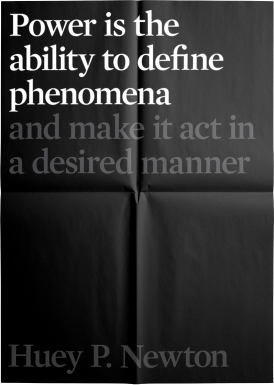 Power is the
ability to define
phenomena
and make it act in
a desired manner
Huey P. Newton